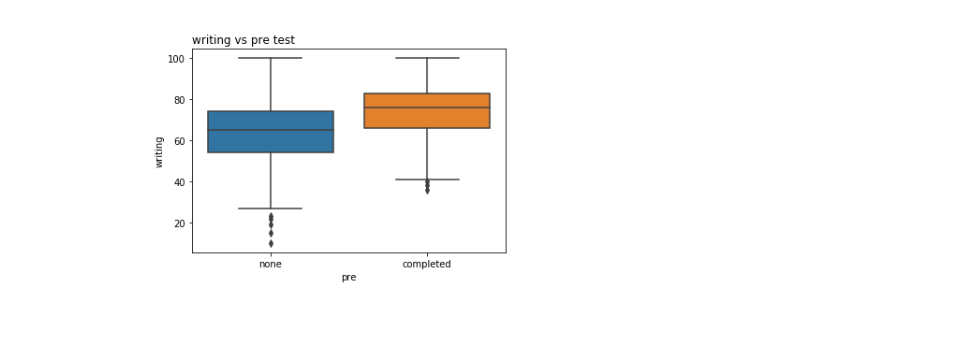 writing vs pre test
100
80
60
40
20
writing
none
completed
pre